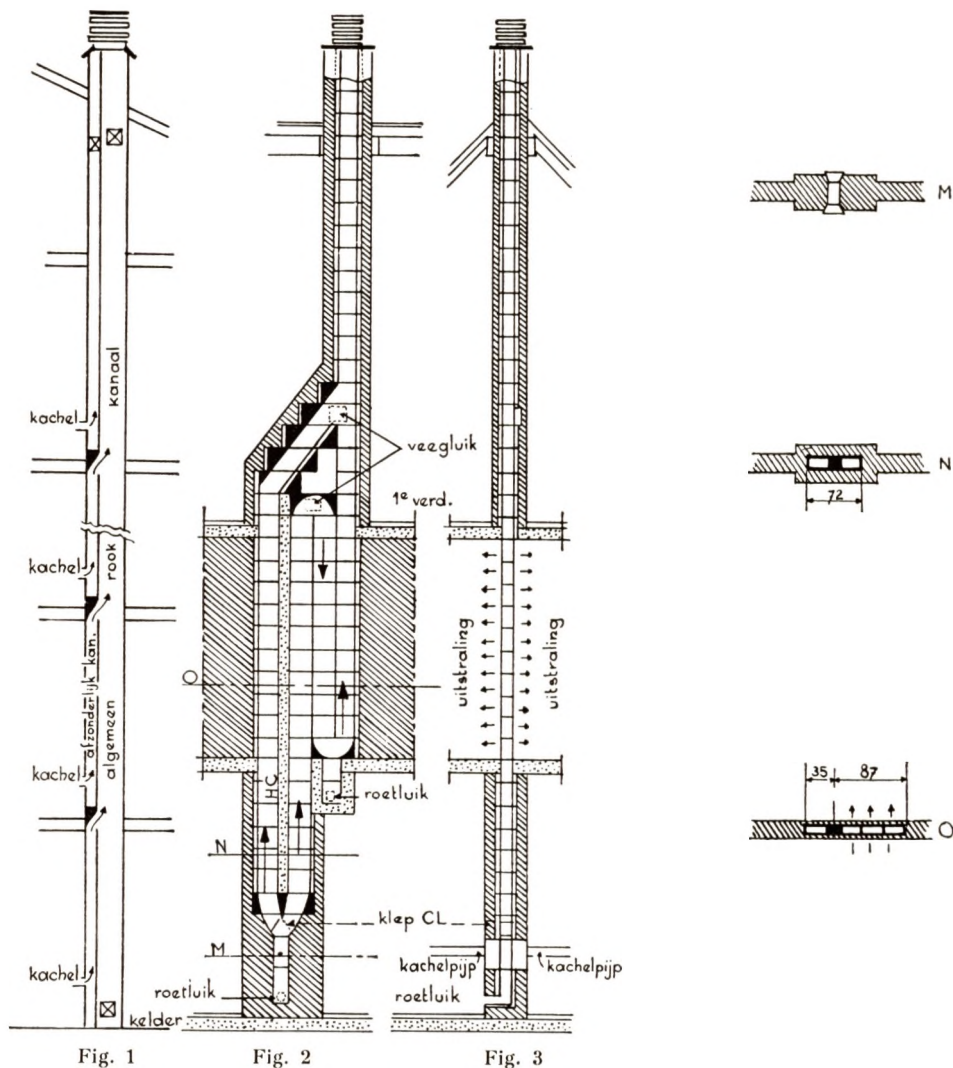 kachel
kanaal
kachel
rook
afzonderlijk kan.
algemeen
kachel
kachel
kelder
Fig. 1
veegluik
1e verd.
O
HC
roetluik
N
klep CL
M
roetluik
Fig. 2
uitstraling
uitstraling
kachelpijp
kachelpijp
roetluik
Fig. 3
M
N
72
35
87
O